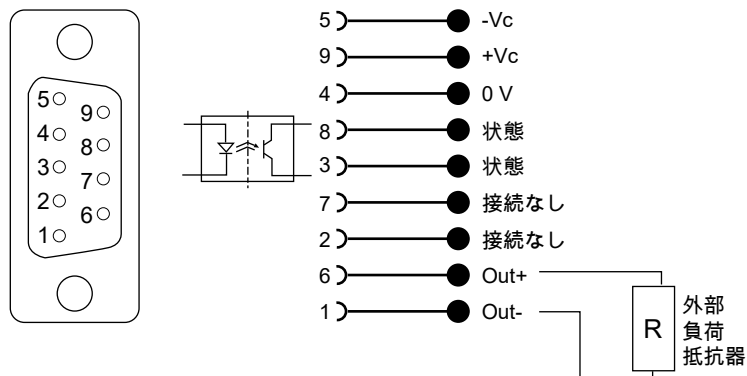 5
9
4
8
3
7
2
6
1
5 -Vc
9 +Vc
4 0 V
8 状態
3 状態
7 接続なし
2 接続なし
6 Out+
1 Out-
R
外部
負荷
抵抗器